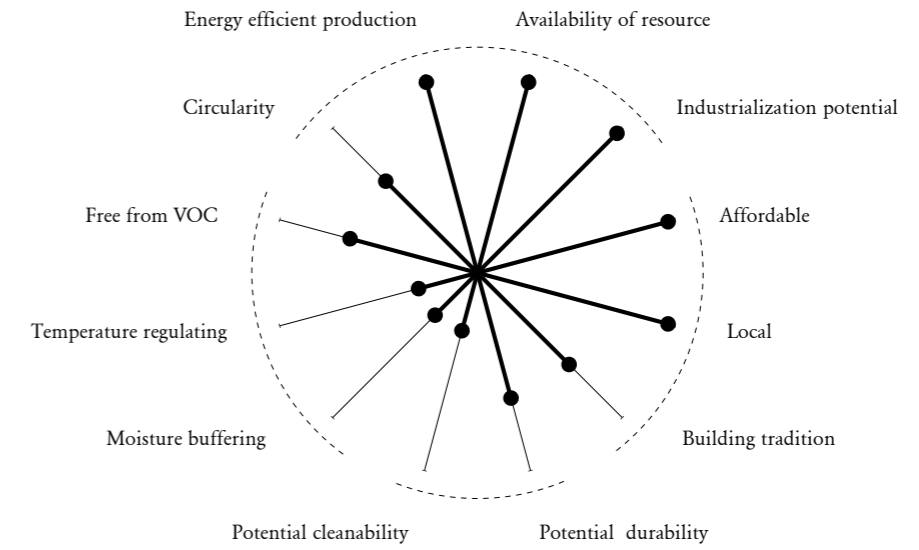 Energy efficient production
Availability of resource
Circularity
Industrialization potential
Free from VOC
Affordable
Temperature regulating
Local
Moisture buffering
Building tradition
Potential cleanability
Potential  durability